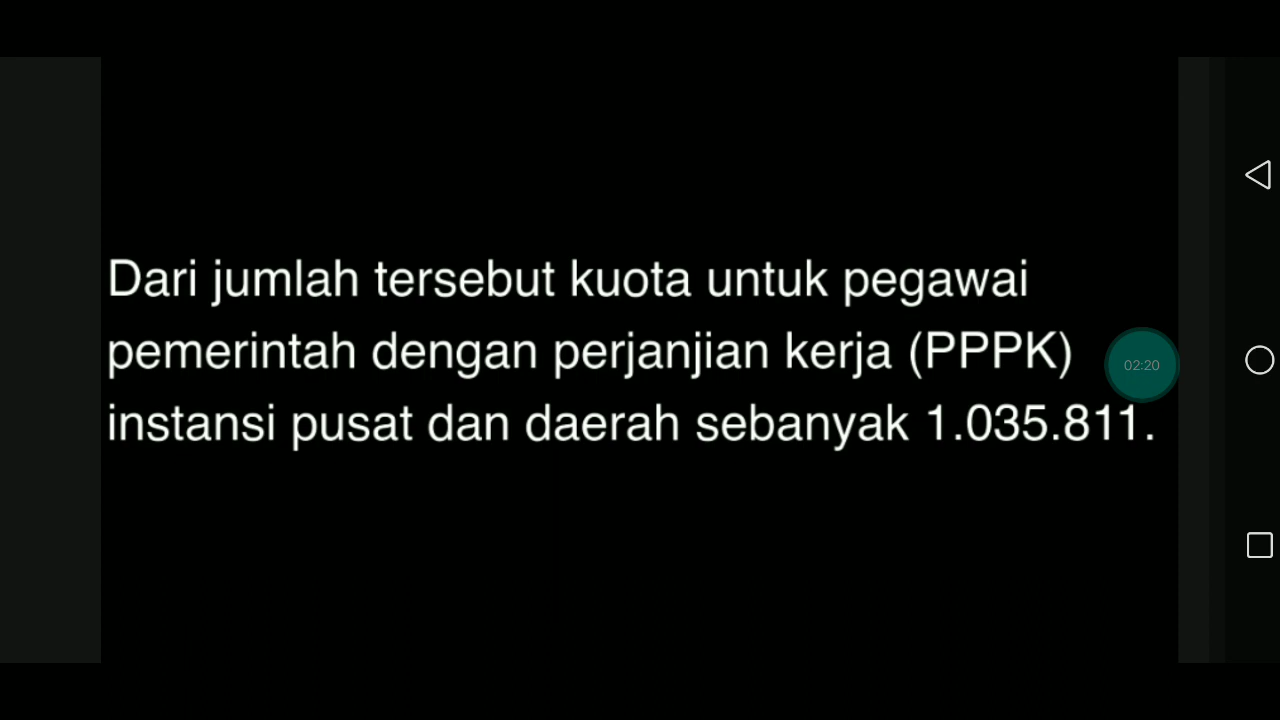 Dari jumlah tersebut kuota untuk pegawai
pemerintah dengan perjanjian kerja (PPPK)
02:20
instansi pusat dan daerah sebanyak 1.035.811.